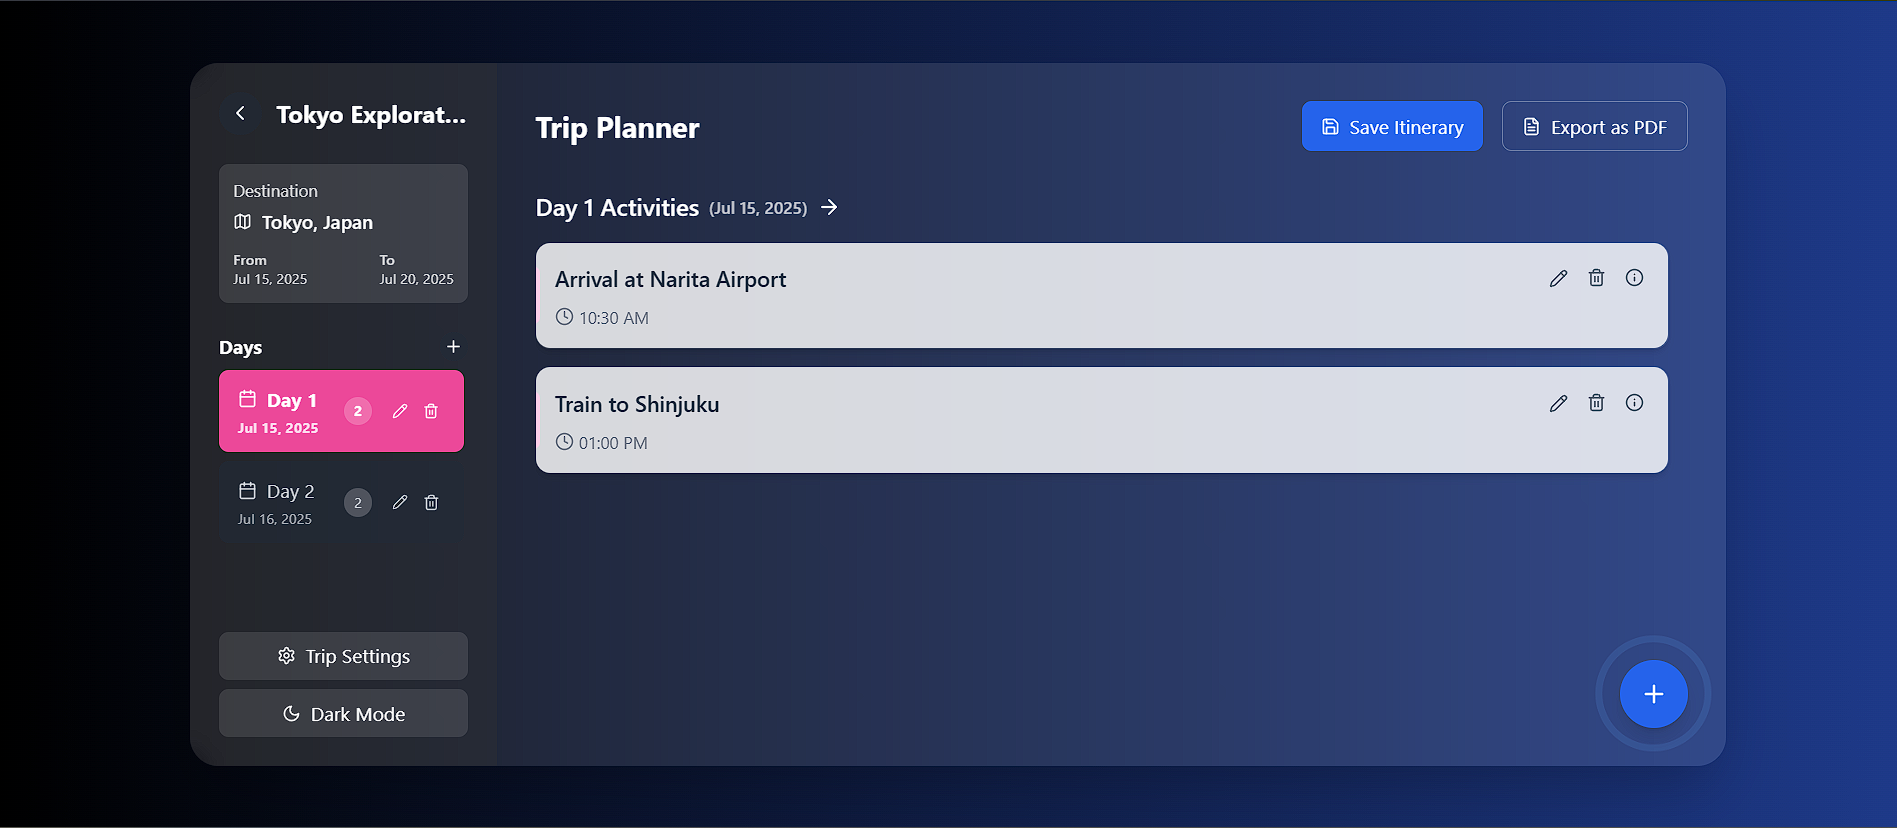 Tokyo Explorat...
Destination
Tokyo, Japan
From
Jul 15, 2025
To
Jul 20, 2025
Days
Day 1
Jul 15, 2025
2
Day 2
Jul 16, 2025
2
Trip Settings
Dark Mode
Trip Planner
Save Itinerary
Export as PDF
Day 1 Activities (Jul 15, 2025)
Arrival at Narita Airport
10:30 AM
Train to Shinjuku
01:00 PM